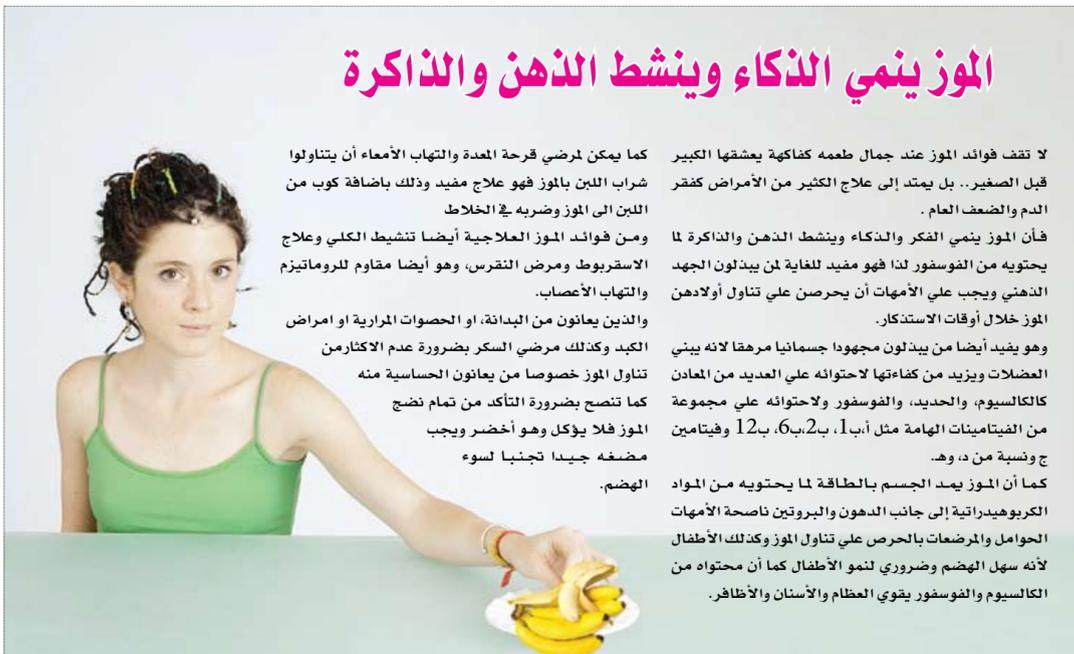 الموز ينمي الذكاء وينشط الذهن والذاكرة
لا تقف فوائد الموز عند جمال طعمه كفاكهة يعشقها الكبير
قبل الصغير.. بل يمتد إلى علاج الكثير من الأمراض كفقر
الدم والضعف العام .
فأن الموز ينمي الفكر والذكاء وينشط الذهن والذاكرة لما
يحتويه من الفوسفور لذا فهو مفيد للغاية لمن يبذلون الجهد
الذهني ويجب علي الأمهات أن يحرصن علي تناول أولادهن
الموز خلال أوقات الاستذكار.
وهو يفيد أيضا من يبذلون مجهودا جسمانيا مرهقا لانه يبني
العضلات ويزيد من كفاءتها لاحتوائه علي العديد من المعادن
كالكالسيوم، والحديد، والفوسفور ولاحتوائه علي مجموعة
من الفيتامينات الهامة مثل أ،ب1، ب2،ب6، ب12 وفيتامين
ج ونسبة من د، وهـ.
كما أن الموز يمد الجسم بالطاقة لما يحتويه من المواد
الكربوهيدراتية إلى جانب الدهون والبروتين ناصحة الأمهات
الحوامل والمرضعات بالحرص علي تناول الموز وكذلك الأطفال
لأنه سهل الهضم وضروري لنمو الأطفال كما أن محتواه من
الكالسيوم والفوسفور يقوي العظام والأسنان والأظافر.
كما يمكن لمرضي قرحة المعدة والتهاب الأمعاء أن يتناولوا
شراب اللبن بالموز فهو علاج مفيد وذلك باضافة كوب من
اللبن الى الموز وضربه في الخلاط
ومن فوائد الموز العلاجية أيضا تنشيط الكلي وعلاج
الاسقربوط ومرض النقرس، وهو أيضا مقاوم للروماتيزم
والتهاب الأعصاب.
والذين يعانون من البدانة، او الحصوات المرارية او امراض
الكبد وكذلك مرضي السكر بضرورة عدم الاكثارمن
تناول الموز خصوصا من يعانون الحساسية منه
كما تنصح بضرورة التأكد من تمام نضج
الموز فلا يؤكل وهو أخضر ويجب
مضغه جيدا تجنبا لسوء
الهضم.